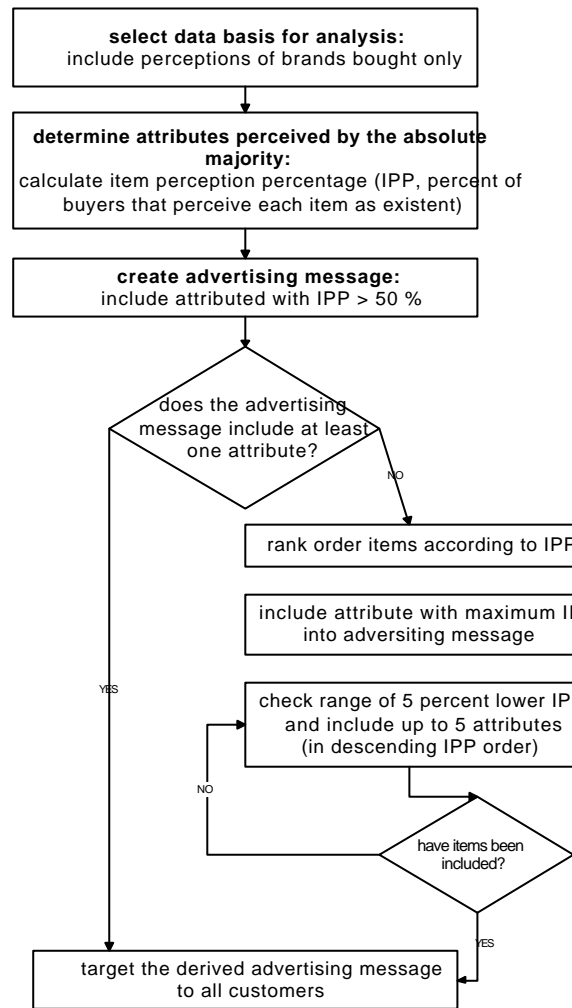 select data basis for analysis:
include perceptions of brands bought only
determine attributes perceived by the absolute
majority:
calculate item perception percentage (IPP, percent of
buyers that perceive each item as existent)
create advertising message:
include attributed with IPP > 50 %
does the advertising
message include at least
one attribute?
NO
rank order items according to IPP
include attribute with maximum
into adversiting message
YES
check range of 5 percent lower IP
and include up to 5 attributes
(in descending IPP order)
NO
have items been
included?
YES
target the derived advertising message
to all customers